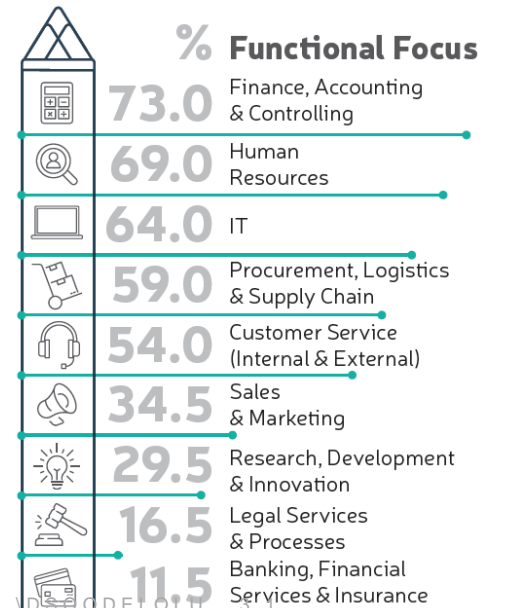 % Functional Focus
73.0 Finance, Accounting
& Controlling
69.0 Human
Resources
64.0 IT
59.0 Procurement, Logistics
& Supply Chain
54.0 Customer Service
(Internal & External)
34.5 Sales
& Marketing
29.5 Research, Development
& Innovation
16.5 Legal Services
& Processes
11.5 Banking, Financial
Services & Insurance